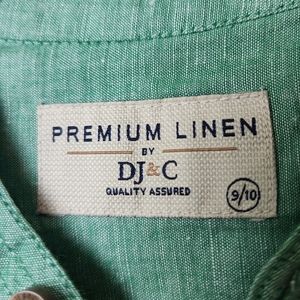 PREMIUM LINEN
BY
DJ&C
QUALITY ASSURED
9/10